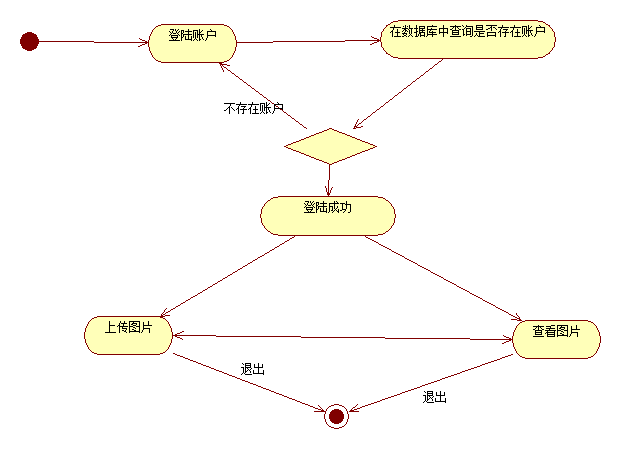 登陆账户
在数据库中查询是否存在账户
不存在账户
登陆成功
上传图片
查看图片
退出
退出